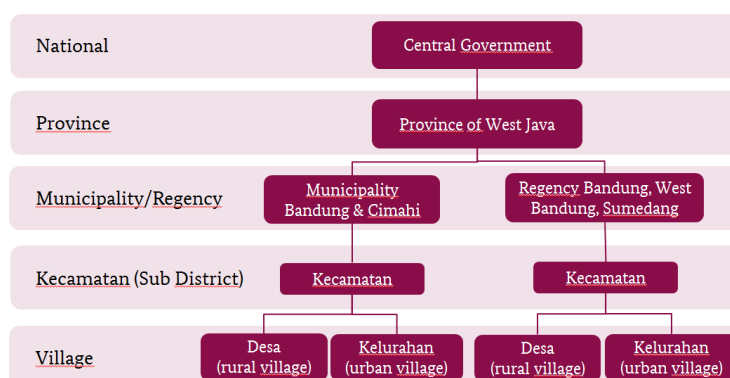 National
Central Government
Province
Province of West Java
Municipality/Regency
Municipality
Bandung & Cimahi
Regency Bandung, West
Bandung, Sumedang
Kecamatan (Sub District)
Kecamatan
Kecamatan
Village
Desa
(rural village)
Kelurahan
(urban village)
Desa
(rural village)
Kelurahan
(urban village)